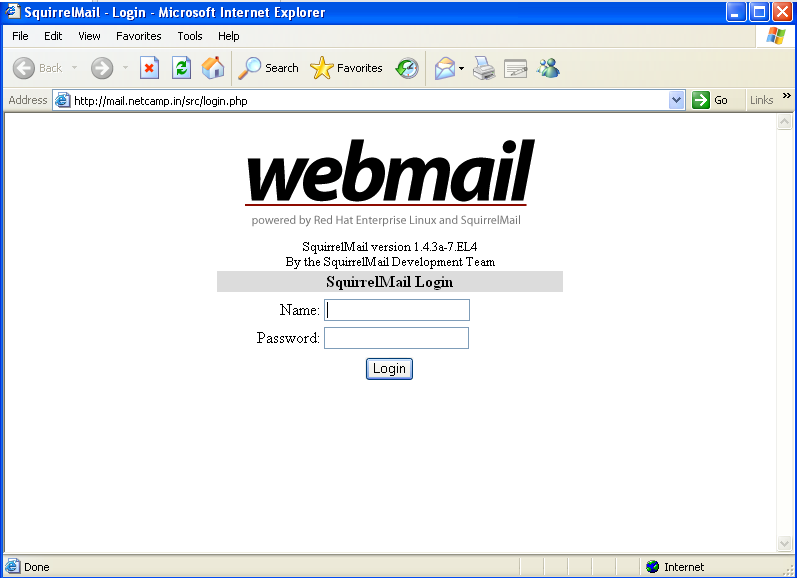 SquirrelMail - Login - Microsoft Internet Explorer
File Edit View Favorites Tools Help
Back Search Favorites
Address http://mail.netcamp.in/src/login.php Go Links »
webmail
powered by Red Hat Enterprise Linux and SquirrelMail
SquirrelMail version 1.4.3a-7.EL4
By the SquirrelMail Development Team
SquirrelMail Login
Name:
Password:
Login
Done Internet